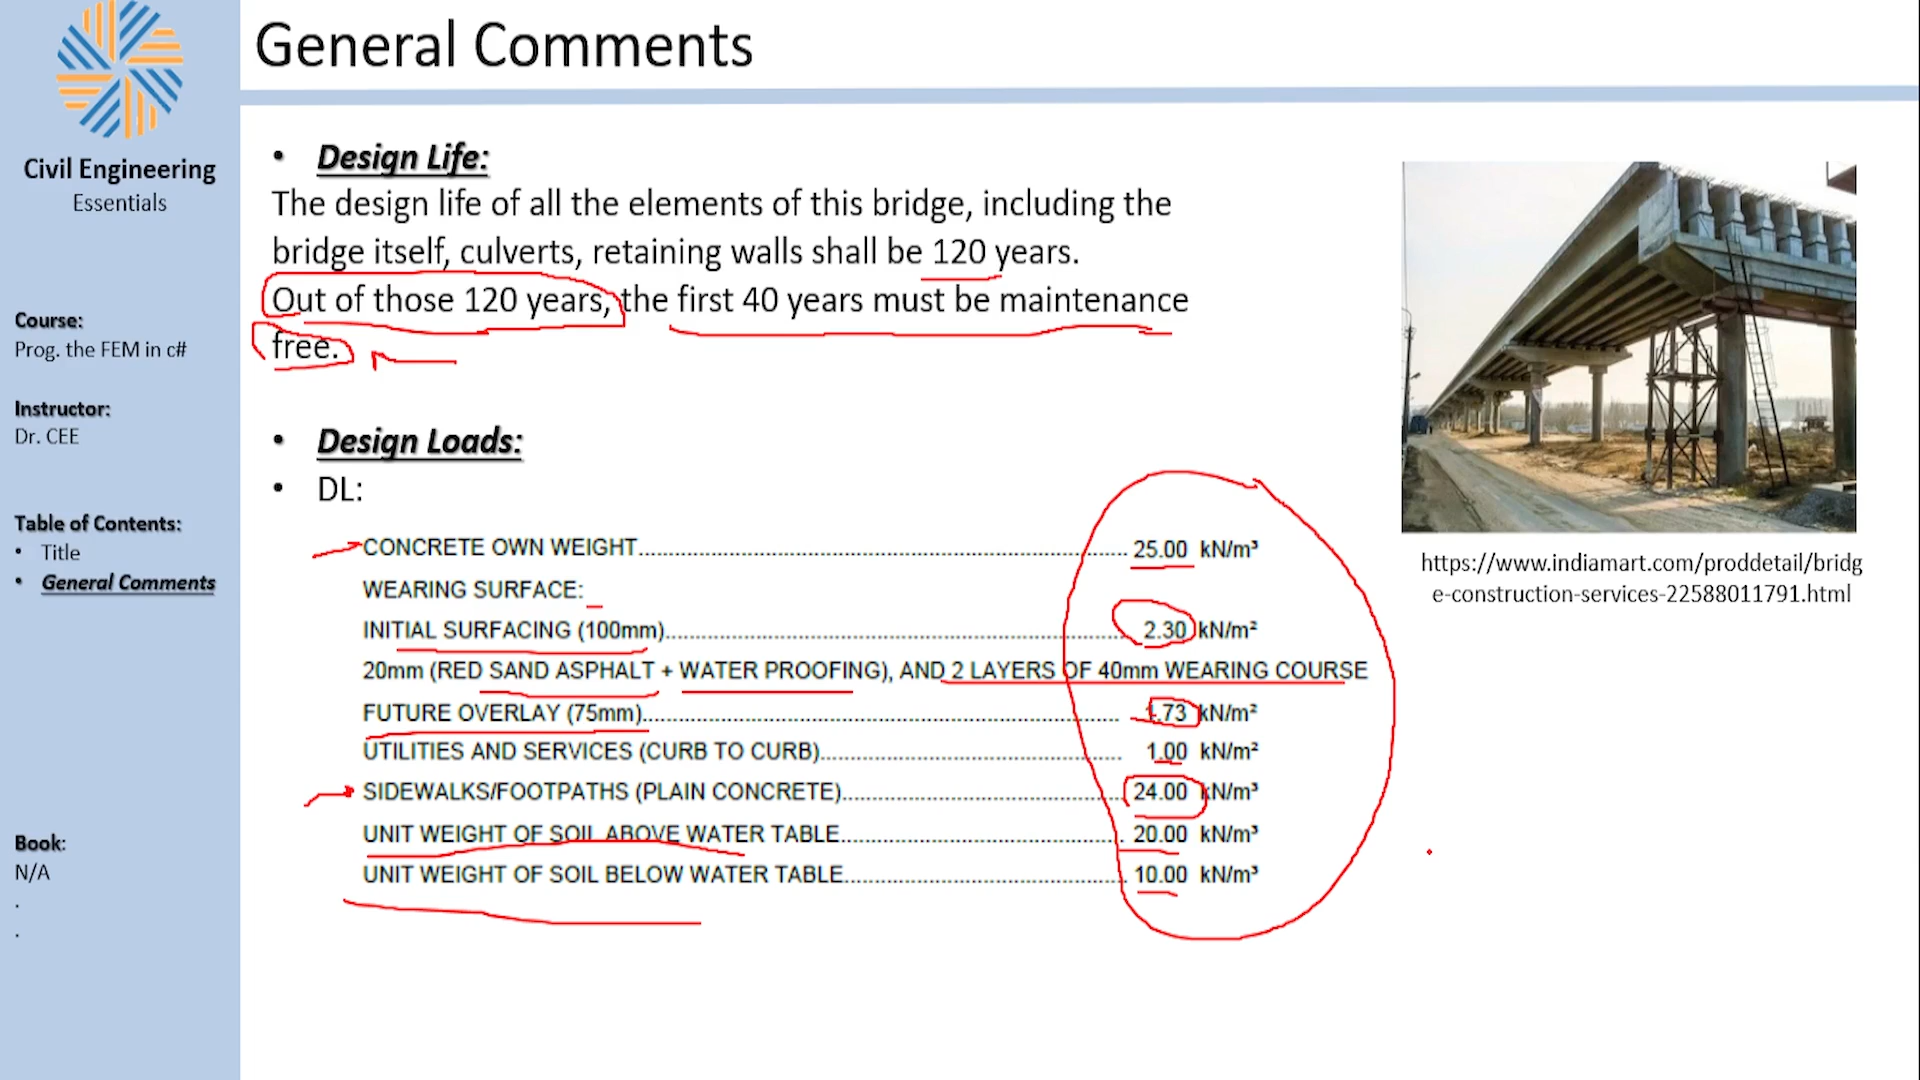 General Comments
Civil Engineering
Essentials
Course:
Prog. the FEM in c#
Instructor:
Dr. CEE
Table of Contents:
• Title
• General Comments
Book:
N/A
.
.
• Design Life:
The design life of all the elements of this bridge, including the
bridge itself, culverts, retaining walls shall be 120 years.
Out of those 120 years, the first 40 years must be maintenance
free.
• Design Loads:
• DL:
CONCRETE OWN WEIGHT........ 25.00 kN/m³
WEARING SURFACE:
INITIAL SURFACING (100mm)........ 2.30 kN/m²
20mm (RED SAND ASPHALT + WATER PROOFING), AND 2 LAYERS OF 40mm WEARING COURSE
FUTURE OVERLAY (75mm)........ 1.73 kN/m²
UTILITIES AND SERVICES (CURB TO CURB)........ 1.00 kN/m²
SIDEWALKS/FOOTPATHS (PLAIN CONCRETE)........ 24.00 kN/m³
UNIT WEIGHT OF SOIL ABOVE WATER TABLE........ 20.00 kN/m³
UNIT WEIGHT OF SOIL BELOW WATER TABLE........ 10.00 kN/m³
https://www.indiamart.com/proddetail/bridg
e-construction-services-22588011791.html